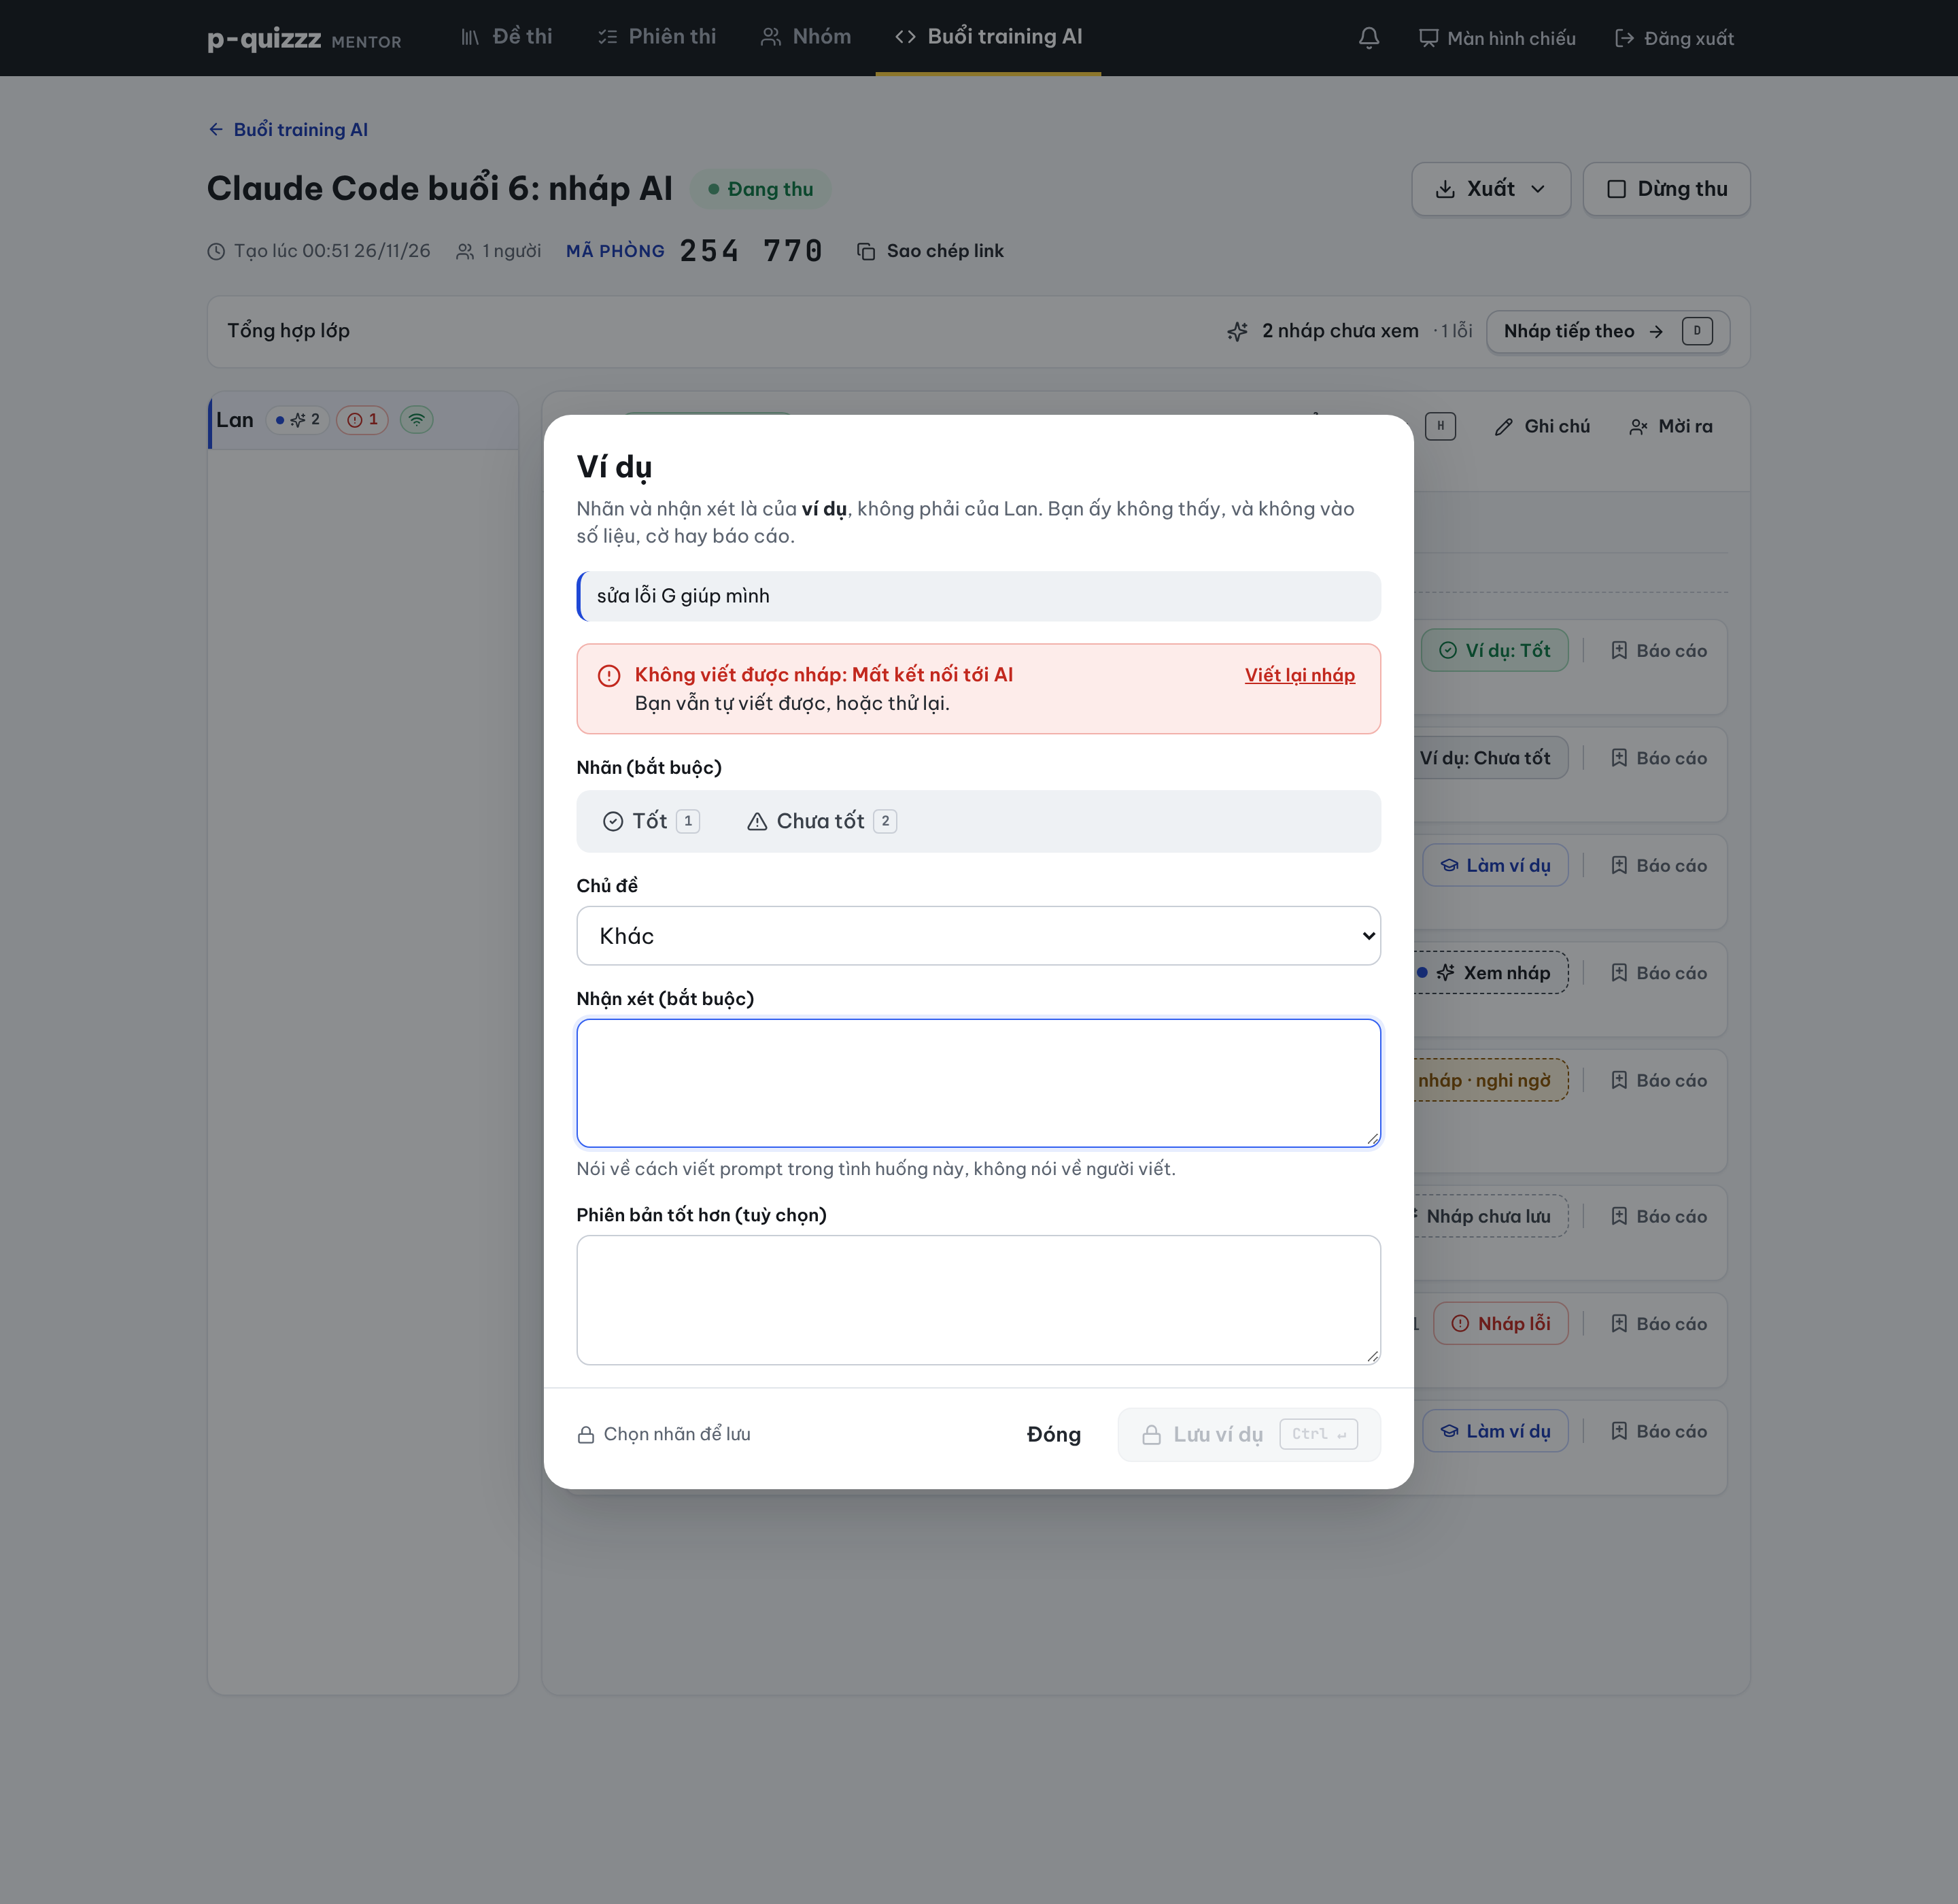 p-quizzz MENTOR
Đề thi
Phiên thi
Nhóm
Buổi training AI
Màn hình chiếu
Đăng xuất
Buổi training AI
Claude Code buổi 6: nháp AI
Đang thu
Xuất
Dừng thu
Tạo lúc 00:51 26/11/26
1 người
MÃ PHÒNG 254 770
Sao chép link
Tổng hợp lớp
2 nháp chưa xem · 1 lỗi
Nháp tiếp theo D
Lan 2 1
H
Ghi chú
Mời ra
Ví dụ
Nhãn và nhận xét là của ví dụ, không phải của Lan. Bạn ấy không thấy, và không vào
số liệu, cờ hay báo cáo.
sửa lỗi G giúp mình
Không viết được nháp: Mất kết nối tới AI
Viết lại nháp
Bạn vẫn tự viết được, hoặc thử lại.
Nhãn (bắt buộc)
Tốt 1
Chưa tốt 2
Chủ đề
Khác
Nhận xét (bắt buộc)
Nói về cách viết prompt trong tình huống này, không nói về người viết.
Phiên bản tốt hơn (tuỳ chọn)
Chọn nhãn để lưu
Đóng
Lưu ví dụ Ctrl ↵
Ví dụ: Tốt
Báo cáo
Ví dụ: Chưa tốt
Báo cáo
Làm ví dụ
Báo cáo
Xem nháp
Báo cáo
nháp · nghi ngờ
Báo cáo
Nháp chưa lưu
Báo cáo
Nháp lỗi
Báo cáo
Làm ví dụ
Báo cáo